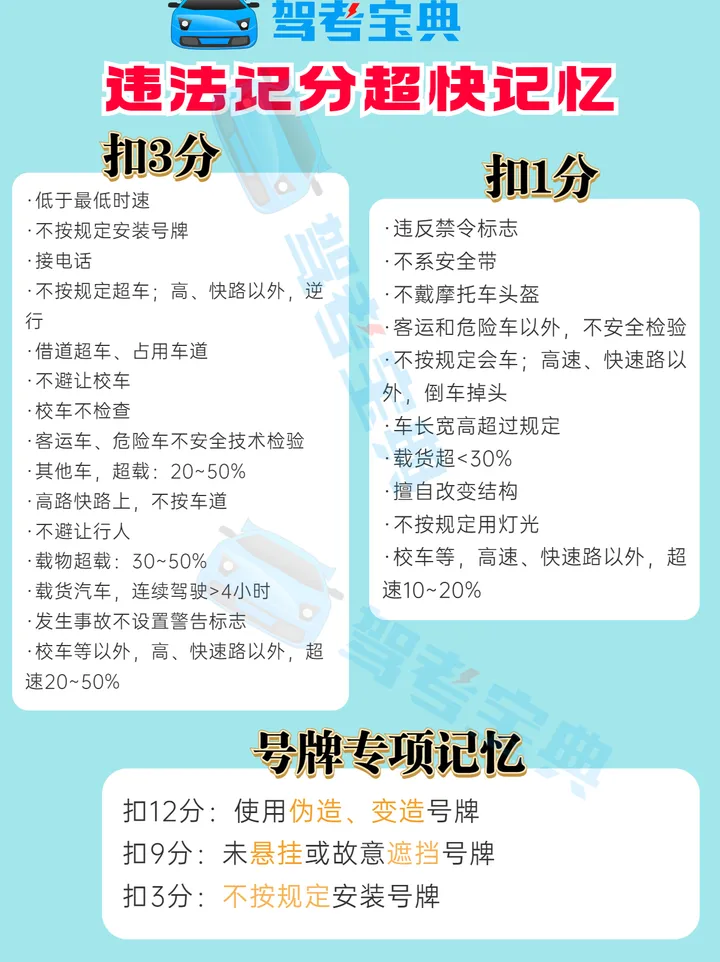 驾考宝典
违法记分超快记忆
扣3分
·低于最低时速
·不按规定安装号牌
·接电话
·不按规定超车；高、快路以外，逆
行
·借道超车、占用车道
·不避让校车
·校车不检查
·客运车、危险车不安全技术检验
·其他车，超载：20~50%
·高路快路上，不按车道
·不避让行人
·载物超载：30~50%
·载货汽车，连续驾驶>4小时
·发生事故不设置警告标志
·校车等以外，高、快速路以外，超
速20~50%
扣1分
·违反禁令标志
·不系安全带
·不戴摩托车头盔
·客运和危险车以外，不安全检验
·不按规定会车；高速、快速路以
外，倒车掉头
·车长宽高超过规定
·载货超<30%
·擅自改变结构
·不按规定用灯光
·校车等，高速、快速路以外，超
速10~20%
号牌专项记忆
扣12分：使用伪造、变造号牌
扣9分：未悬挂或故意遮挡号牌
扣3分：不按规定安装号牌
驾考宝典
驾考宝典